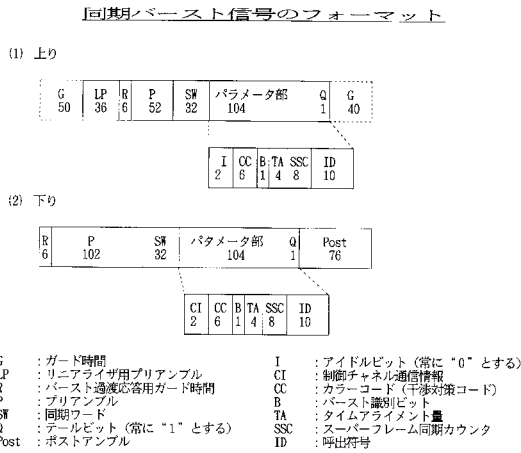 同期バースト信号のフォーマット
(1) 上り
G LP R P SW パラメータ部 Q G
50 36 6 52 32 104 1 40
I CC B TA SSC ID
2 6 1 4 8 10
(2) 下り
R P SW パタメータ部 Q Post
6 102 32 104 1 76
CI CC B TA SSC ID
2 6 1 4 8 10
G :ガード時間
LP :リニアライザ用プリアンブル
R :バースト過渡応答用ガード時間
P :プリアンブル
SW :同期ワード
Q :テールビット(常に“1”とする)
Post :ポストアンブル
I :アイドルビット(常に“0”とする)
CI :制御チャネル通信情報
CC :カラーコード(干渉対策コード)
B :バースト識別ビット
TA :タイムアライメント量
SSC :スーパーフレーム同期カウンタ
ID :呼出符号